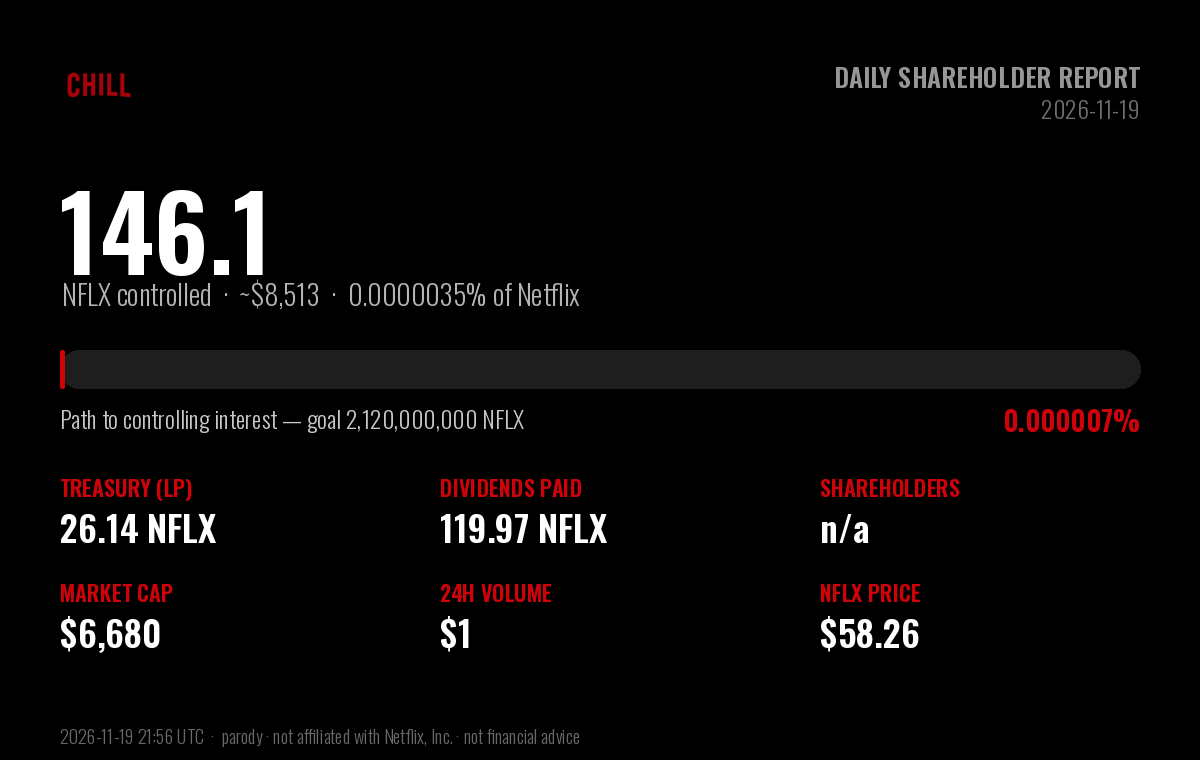 CHILL
DAILY SHAREHOLDER REPORT
2026-11-19
146.1
NFLX controlled · ~$8,513 · 0.0000035% of Netflix
Path to controlling interest — goal 2,120,000,000 NFLX
0.000007%
TREASURY (LP)
26.14 NFLX
DIVIDENDS PAID
119.97 NFLX
SHAREHOLDERS
n/a
MARKET CAP
$6,680
24H VOLUME
$1
NFLX PRICE
$58.26
2026-11-19 21:56 UTC · parody · not affiliated with Netflix, Inc. · not financial advice